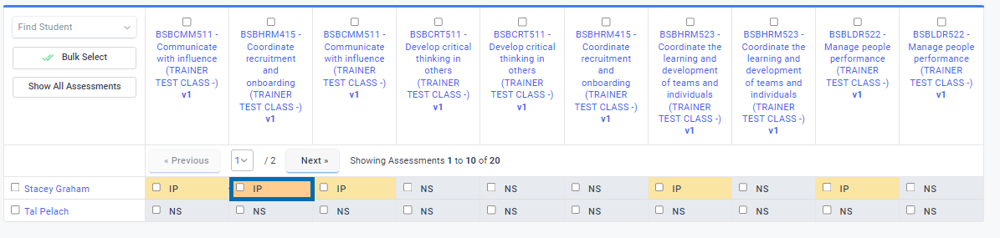 Find Student
Bulk Select
Show All Assessments
BSBCMM511 -
Communicate
with influence
(TRAINER
TEST CLASS -)
v1
BSBHRM415 -
Coordinate
recruitment
and
onboarding
(TRAINER
TEST CLASS -)
v1
BSBCMM511 -
Communicate
with influence
(TRAINER
TEST CLASS -)
v1
BSBCRT511 -
Develop critical
thinking in
others
(TRAINER
TEST CLASS -)
v1
BSBCRT511 -
Develop critical
thinking in
others
(TRAINER
TEST CLASS -)
v1
BSBHRM415 -
Coordinate
recruitment
and
onboarding
(TRAINER
TEST CLASS -)
v1
BSBHRM523 -
Coordinate the
learning and
development
of teams and
individuals
(TRAINER
TEST CLASS -)
v1
BSBHRM523 -
Coordinate the
learning and
development
of teams and
individuals
(TRAINER
TEST CLASS -)
v1
BSBLDR522 -
Manage people
performance
(TRAINER
TEST CLASS -)
v1
BSBLDR522 -
Manage people
performance
(TRAINER
TEST CLASS -)
v1
« Previous 1 / 2 Next » Showing Assessments 1 to 10 of 20
Stacey Graham IP IP IP NS NS NS IP NS IP NS
Tal Pelach NS NS NS NS NS NS NS NS NS NS